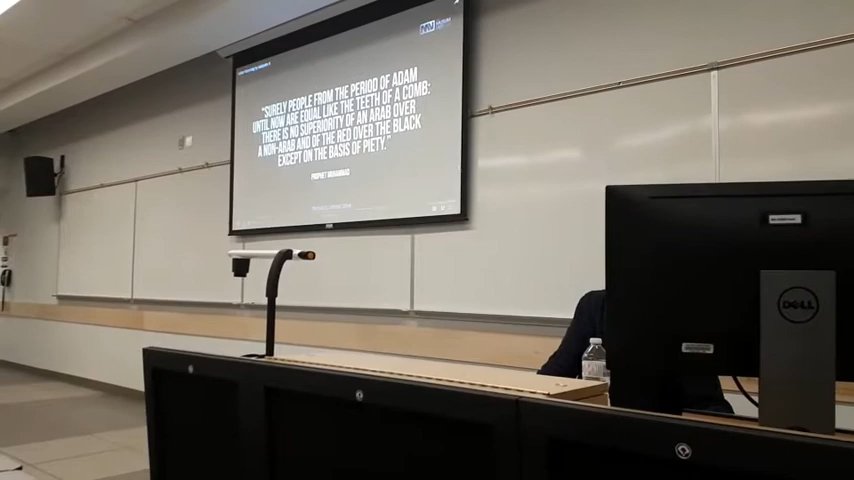 "SURELY PEOPLE FROM THE PERIOD OF ADAM
UNTIL NOW ARE EQUAL LIKE THE TEETH OF A COMB:
THERE IS NO SUPERIORITY OF AN ARAB OVER
A NON-ARAB AND OF THE RED OVER THE BLACK
EXCEPT ON THE BASIS OF PIETY."
PROPHET MUHAMMAD
DELL